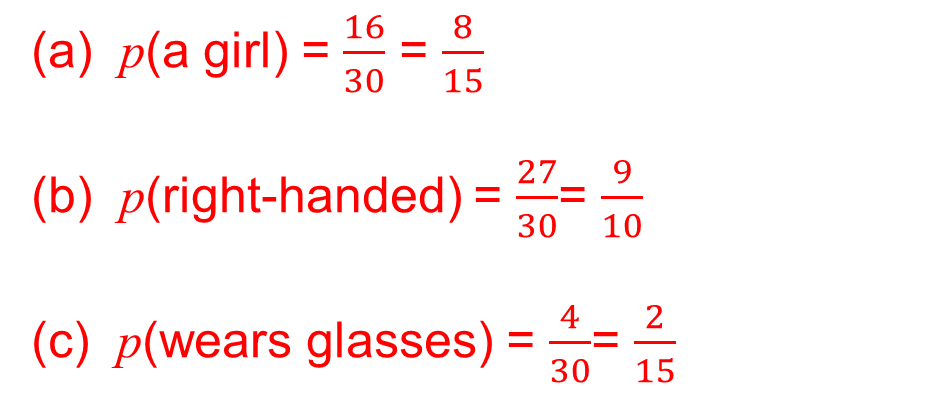 (a) p(a girl) = 16/30 = 8/15
(b) p(right-handed) = 27/30 = 9/10
(c) p(wears glasses) = 4/30 = 2/15